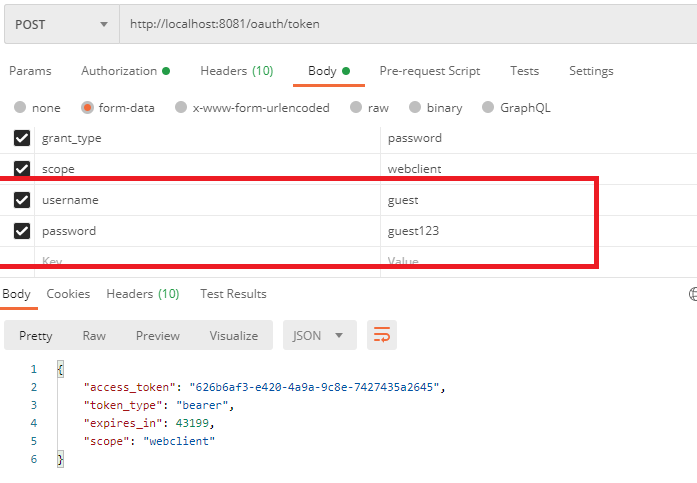 POST http://localhost:8081/oauth/token
Params Authorization Headers (10) Body Pre-request Script Tests Settings
none form-data x-www-form-urlencoded raw binary GraphQL
grant_type password
scope webclient
username guest
password guest123
Key Value
Body Cookies Headers (10) Test Results
Pretty Raw Preview Visualize JSON
1 {
2 "access_token": "626b6af3-e420-4a9a-9c8e-7427435a2645",
3 "token_type": "bearer",
4 "expires_in": 43199,
5 "scope": "webclient"
6 }